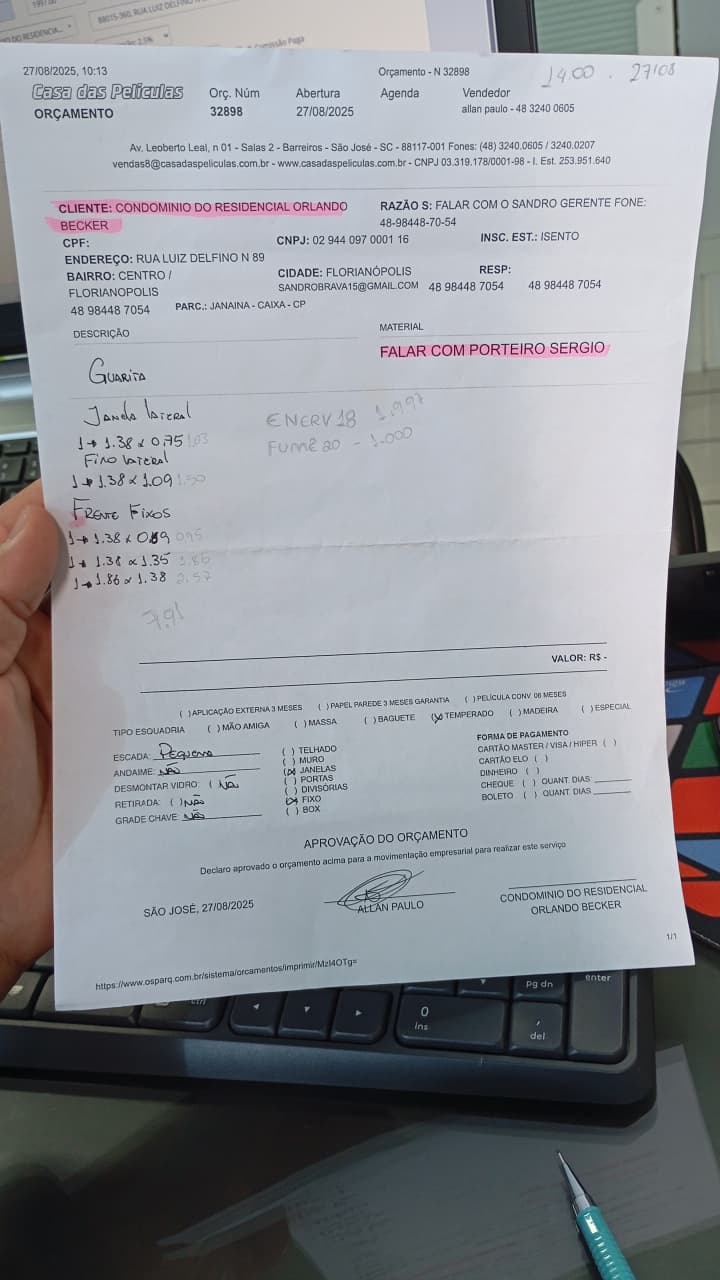 88015-360, RUA LUIZ DELFINO N
27/08/2025, 10:13
Orçamento - N 32898
14:00 . 27/08
Casa das Películas
ORÇAMENTO
Orç. Núm
32898
Abertura
27/08/2025
Agenda
Vendedor
allan paulo - 48 3240 0605
Av. Leoberto Leal, n 01 - Salas 2 - Barreiros - São José - SC - 88117-001 Fones: (48) 3240.0605 / 3240.0207
vendas8@casadaspeliculas.com.br - www.casadaspeliculas.com.br - CNPJ 03.319.178/0001-98 - I. Est. 253.951.640
CLIENTE: CONDOMINIO DO RESIDENCIAL ORLANDO
BECKER
RAZÃO S: FALAR COM O SANDRO GERENTE FONE:
48-98448-70-54
CPF:
CNPJ: 02 944 097 0001 16
INSC. EST.: ISENTO
ENDEREÇO: RUA LUIZ DELFINO N 89
BAIRRO: CENTRO /
FLORIANOPOLIS
CIDADE: FLORIANÓPOLIS
RESP:
SANDROBRAVA15@GMAIL.COM
48 98448 7054
48 98448 7054
48 98448 7054
PARC.: JANAINA - CAIXA - CP
DESCRIÇÃO
MATERIAL
FALAR COM PORTEIRO SERGIO
GUARITA
Janela lateral
ENERV 18 1.997
1→ 1.38 x 0,75 1.03
FUMÊ 20 - 1.000
Fixo lateral
1→ 1.38 x 1.09 1.50
FRENTE FIXOS
1→ 1.38 x 0,69 0,95
1→ 1.38 x 1.35 1.86
1→ 1.86 x 1.38 2.57
7,91
VALOR: R$ -
( )APLICAÇÃO EXTERNA 3 MESES ( )PAPEL PAREDE 3 MESES GARANTIA ( )PELÍCULA CONV 06 MESES
TIPO ESQUADRIA ( )MÃO AMIGA ( )MASSA ( )BAGUETE (X)TEMPERADO ( )MADEIRA ( )ESPECIAL
ESCADA: Pequena
ANDAIME: NÃO
DESMONTAR VIDRO: ( NÃO
RETIRADA: ( )NÃO
GRADE CHAVE: NÃO
( ) TELHADO
( ) MURO
(X) JANELAS
( ) PORTAS
( ) DIVISÓRIAS
(X) FIXO
( ) BOX
FORMA DE PAGAMENTO
CARTÃO MASTER / VISA / HIPER ( )
CARTÃO ELO ( )
DINHEIRO ( )
CHEQUE ( ) QUANT. DIAS
BOLETO ( ) QUANT. DIAS
APROVAÇÃO DO ORÇAMENTO
Declaro aprovado o orçamento acima para a movimentação empresarial para realizar este serviço
SÃO JOSÉ, 27/08/2025
ALLAN PAULO
CONDOMINIO DO RESIDENCIAL
ORLANDO BECKER
1/1
https://www.osparq.com.br/sistema/orcamentos/imprimir/MzI4OTg=
Pg dn
enter
0
Ins
,
del